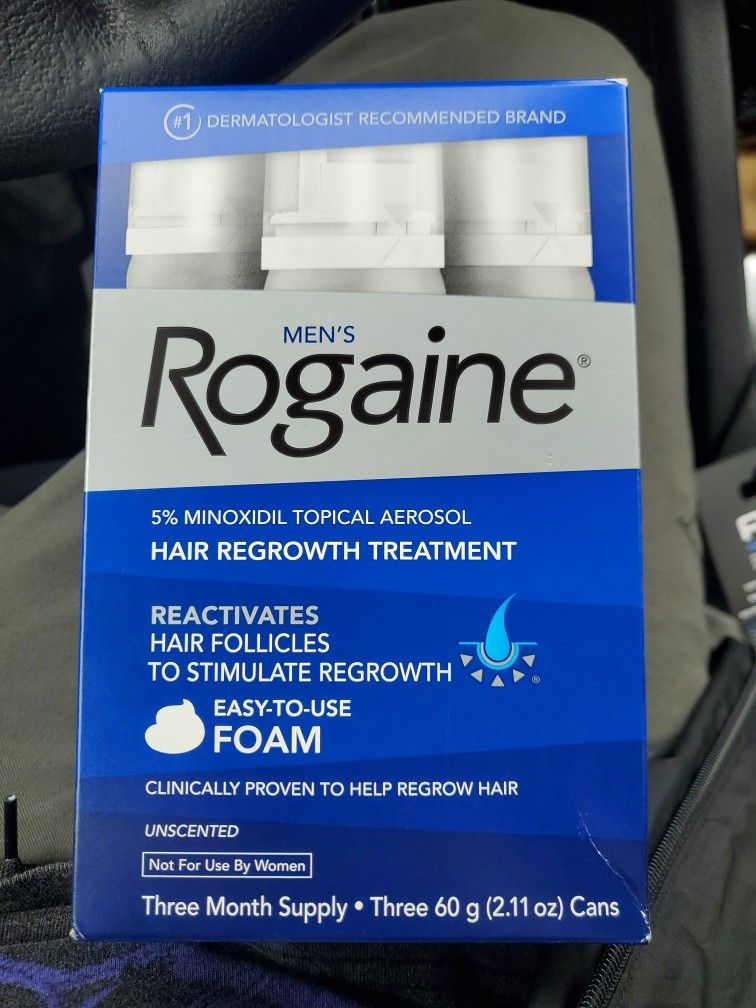 #1 DERMATOLOGIST RECOMMENDED BRAND
MEN'S
Rogaine®
5% MINOXIDIL TOPICAL AEROSOL
HAIR REGROWTH TREATMENT
REACTIVATES
HAIR FOLLICLES
TO STIMULATE REGROWTH
®
EASY-TO-USE
FOAM
CLINICALLY PROVEN TO HELP REGROW HAIR
UNSCENTED
Not For Use By Women
Three Month Supply • Three 60 g (2.11 oz) Cans